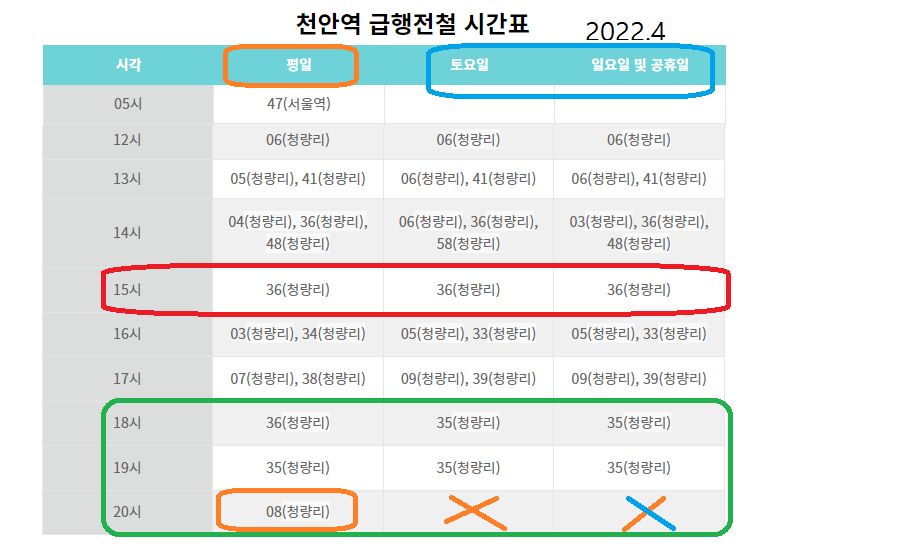 천안역 급행전철 시간표 2022.4
시각 평일 토요일 일요일 및 공휴일
05시 47(서울역)
12시 06(청량리) 06(청량리) 06(청량리)
13시 05(청량리), 41(청량리) 06(청량리), 41(청량리) 06(청량리), 41(청량리)
14시 04(청량리), 36(청량리), 48(청량리) 06(청량리), 36(청량리), 58(청량리) 03(청량리), 36(청량리), 48(청량리)
15시 36(청량리) 36(청량리) 36(청량리)
16시 03(청량리), 34(청량리) 05(청량리), 33(청량리) 05(청량리), 33(청량리)
17시 07(청량리), 38(청량리) 09(청량리), 39(청량리) 09(청량리), 39(청량리)
18시 36(청량리) 35(청량리) 35(청량리)
19시 35(청량리) 35(청량리) 35(청량리)
20시 08(청량리)